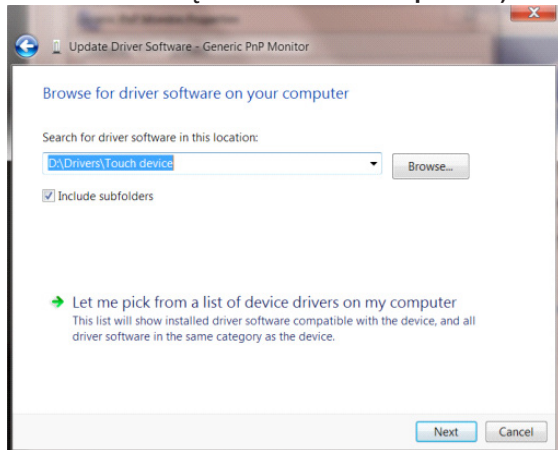 Update Driver Software - Generic PnP Monitor
Browse for driver software on your computer
Search for driver software in this location:
D:\Drivers\Touch device
Browse...
Include subfolders
Let me pick from a list of device drivers on my computer
This list will show installed driver software compatible with the device, and all
driver software in the same category as the device.
Next
Cancel